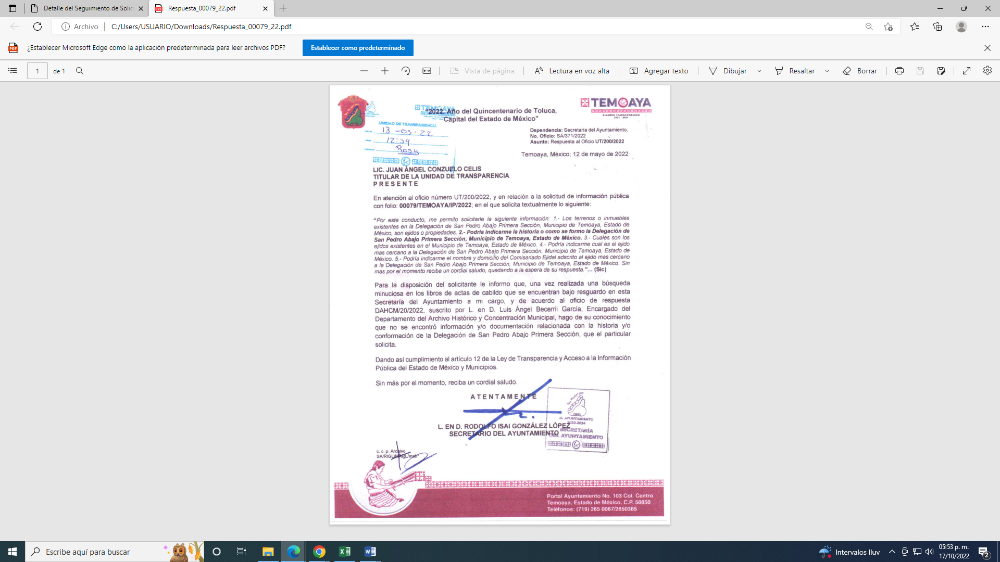 Detalle del Seguimiento de Solic
Respuesta_00079_22.pdf
Archivo
C:/Users/USUARIO/Downloads/Respuesta_00079_22.pdf
¿Establecer Microsoft Edge como la aplicación predeterminada para leer archivos PDF?
Establecer como predeterminado
1 de 1
Vista de página
Lectura en voz alta
Agregar texto
Dibujar
Resaltar
Borrar
TEMOAYA
SIGAMOS TRANSFORMANDO
2022 - 2024
TEMOAYA
"2022. Año del Quincentenario de Toluca,
Capital del Estado de México"
UNIDAD DE TRANSPARENCIA
13-05-22
12:34
Rosy
Dependencia: Secretaría del Ayuntamiento.
No. Oficio: SA/371/2022
Asunto: Respuesta al Oficio UT/200/2022
Temoaya, México; 12 de mayo de 2022
LIC. JUAN ÁNGEL CONZUELO CELIS
TITULAR DE LA UNIDAD DE TRANSPARENCIA
P R E S E N T E
En atención al oficio número UT/200/2022, y en relación a la solicitud de información pública
con folio: 00079/TEMOAYA/IP/2022; en el que solicita textualmente lo siguiente:
"Por este conducto, me permito solicitarle la siguiente información: 1.- Los terrenos o inmuebles
existentes en la Delegación de San Pedro Abajo Primera Sección, Municipio de Temoaya, Estado de
México, son ejidos o propiedades. 2.- Podría indicarme la historia o como se formo la Delegación de
San Pedro Abajo Primera Sección, Municipio de Temoaya, Estado de México. 3.- Cuales son los
ejidos existentes en el Municipio de Temoaya, Estado de México. 4.- Podría indicarme cual es el ejido
mas cercano a la Delegación de San Pedro Abajo Primera Sección, Municipio de Temoaya, Estado de
México. 5.- Podría indicarme el nombre y domicilio del Comisariado Ejidal adscrito al ejido mas cercano
a la Delegación de San Pedro Abajo Primera Sección, Municipio de Temoaya, Estado de México. Sin
mas por el momento reciba un cordial saludo, quedando a la espera de su respuesta."... (Sic)
Para la disposición del solicitante le informo que, una vez realizada una búsqueda
minuciosa en los libros de actas de cabildo que se encuentran bajo resguardo en esta
Secretaría del Ayuntamiento a mi cargo, y de acuerdo al oficio de respuesta
DAHCM/20/2022, suscrito por L. en D. Luis Ángel Becerril García, Encargado del
Departamento del Archivo Histórico y Concentración Municipal, hago de su conocimiento
que no se encontró información y/o documentación relacionada con la historia y/o
conformación de la Delegación de San Pedro Abajo Primera Sección, que el particular
solicita.
Dando así cumplimiento al artículo 12 de la Ley de Transparencia y Acceso a la Información
Pública del Estado de México y Municipios.
Sin más por el momento, reciba un cordial saludo.
A T E N T A M E N T E
L. EN D. RODOLFO ISAI GONZÁLEZ LÓPEZ
SECRETARIO DEL AYUNTAMIENTO
H. AYUNTAMIENTO
2022-2024
SECRETARÍA
DEL AYUNTAMIENTO
c. c. p. Archivo
Portal Ayuntamiento No. 103 Col. Centro
Temoaya, Estado de México, C.P. 50850
Teléfonos: (719) 265 0067/2650385
Escribe aquí para buscar
Intervalos lluv
05:53 p. m.
17/10/2022
2